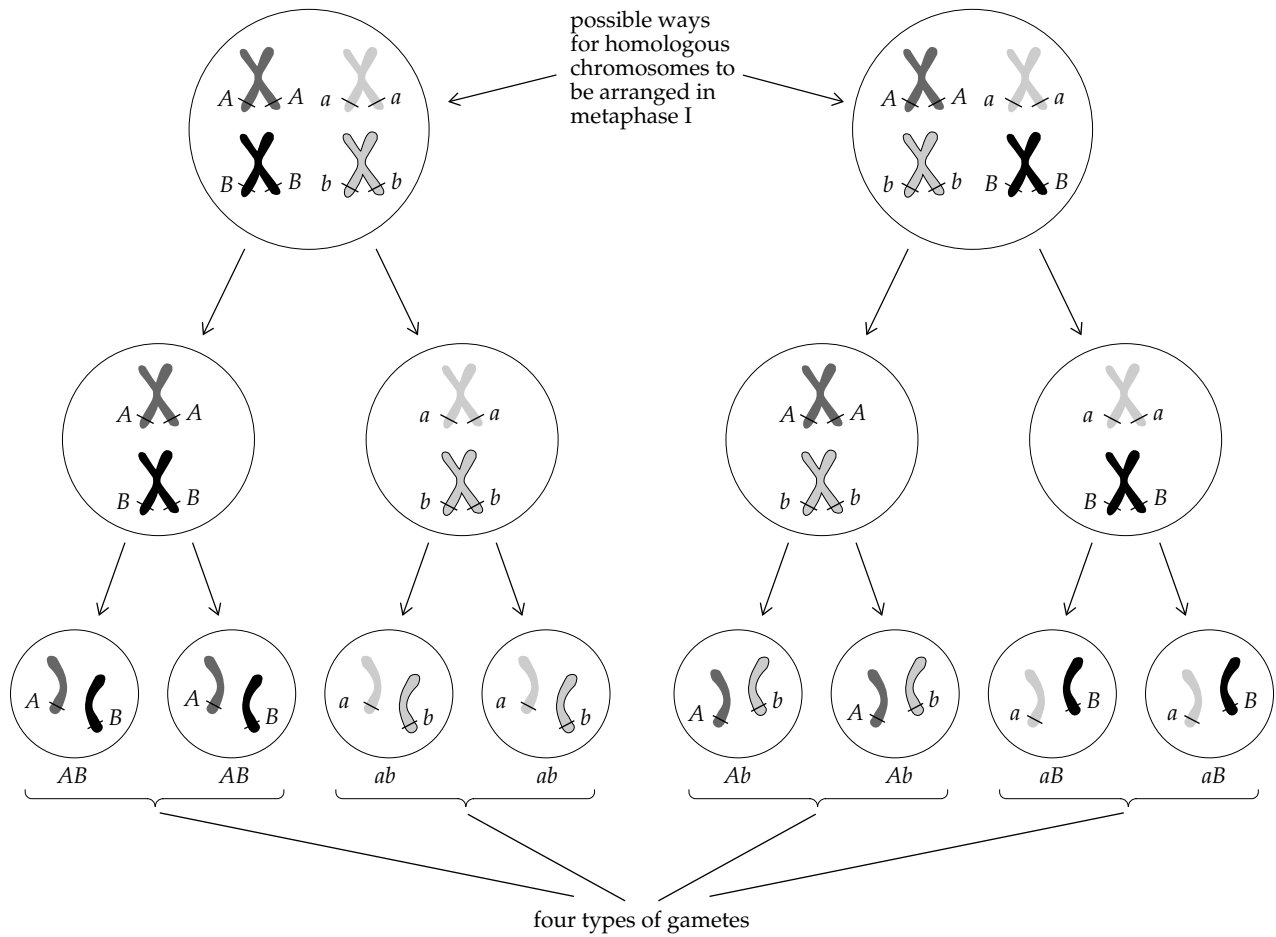 possible ways
for homologous
chromosomes to
be arranged in
metaphase I
A A a a
B B b b
A A a a
b b B B
A A
B B
a a
b b
A A
b b
a a
B B
A B
A B
a b
a b
A b
A b
a B
a B
AB AB ab ab Ab Ab aB aB
four types of gametes